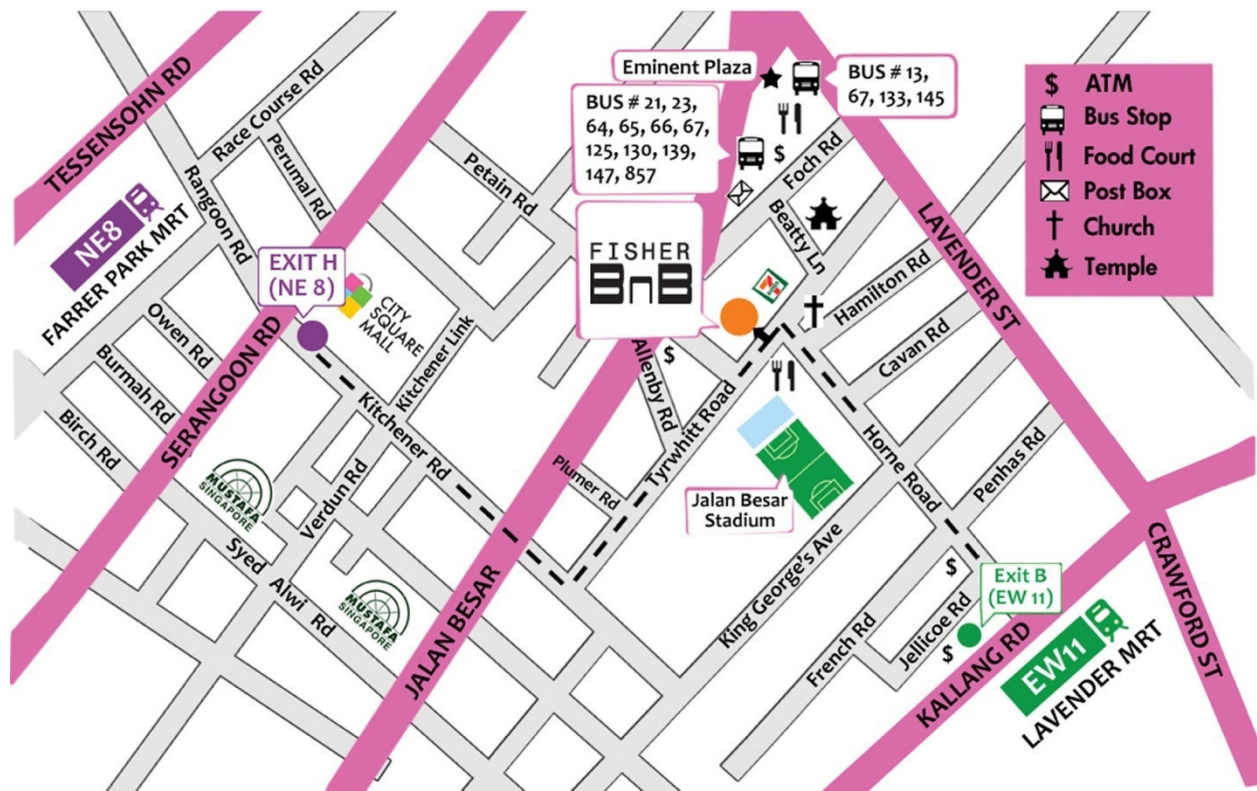 TESSENSOHN RD
Race Course Rd
Perumal Rd
Rangoon Rd
NE8
FARRER PARK MRT
EXIT H
(NE 8)
CITY
SQUARE
MALL
Owen Rd
Burmah Rd
Birch Rd
SERANGOON RD
Kitchener Link
Kitchener Rd
Verdun Rd
MUSTAFA
SINGAPORE
Syed Alwi Rd
MUSTAFA
SINGAPORE
JALAN BESAR
Petain Rd
Eminent Plaza
BUS # 13,
67, 133, 145
BUS # 21, 23,
64, 65, 66, 67,
125, 130, 139,
147, 857
$
Foch Rd
Beatty Ln
FISHER
BnB
7
$
Allenby Rd
Plumer Rd
Tyrwhitt Road
Hamilton Rd
Cavan Rd
LAVENDER ST
Horne Road
Penhas Rd
Jalan Besar
Stadium
King George's Ave
French Rd
$
Jellicoe Rd
$
Exit B
(EW 11)
KALLANG RD
EW11
LAVENDER MRT
CRAWFORD ST
$ ATM
Bus Stop
Food Court
Post Box
Church
Temple